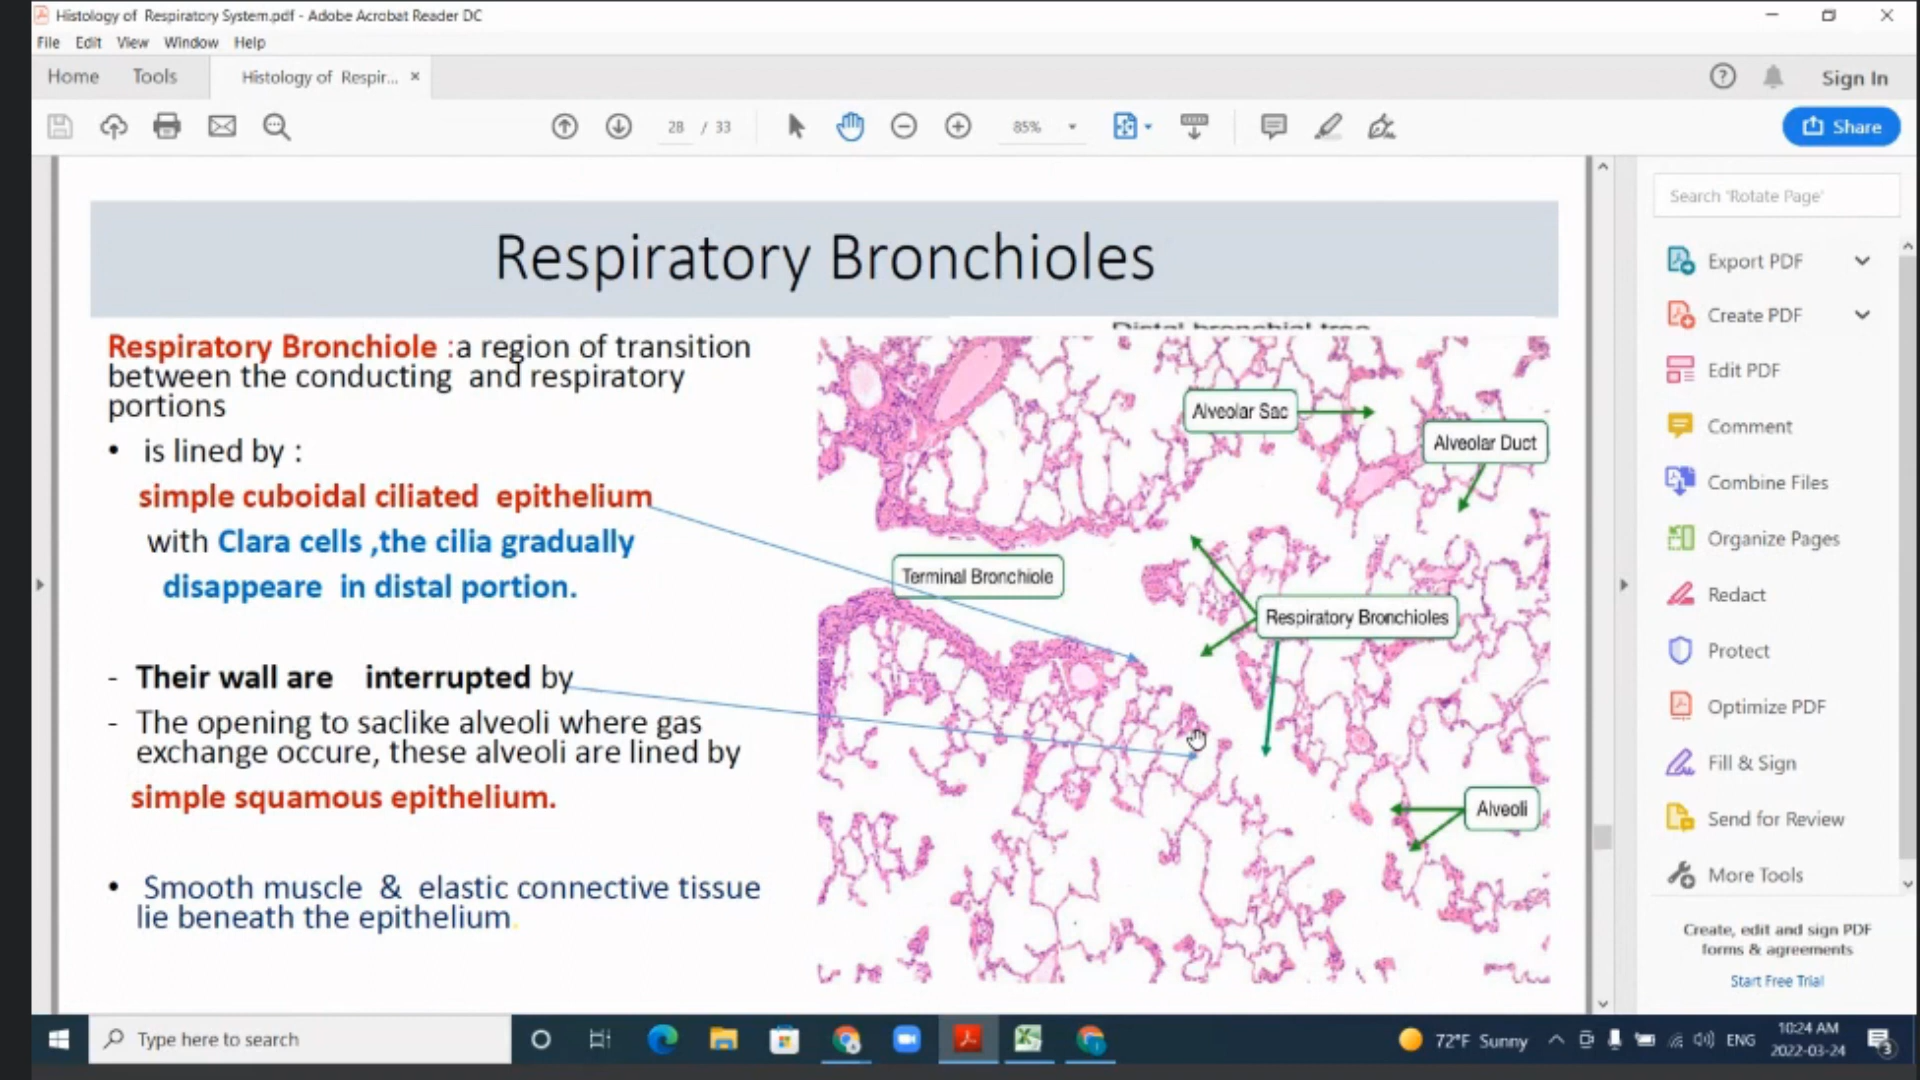 Histology of Respiratory System.pdf - Adobe Acrobat Reader DC
File Edit View Window Help
Home Tools Histology of Respir... × Sign In
28 / 33 85% Share
Respiratory Bronchioles
Respiratory Bronchiole :a region of transition
between the conducting and respiratory
portions
• is lined by :
simple cuboidal ciliated epithelium
with Clara cells ,the cilia gradually
disappeare in distal portion.
- Their wall are interrupted by
- The opening to saclike alveoli where gas
exchange occure, these alveoli are lined by
simple squamous epithelium.
• Smooth muscle & elastic connective tissue
lie beneath the epithelium.
Distal bronchial tree
Alveolar Sac
Alveolar Duct
Terminal Bronchiole
Respiratory Bronchioles
Alveoli
Search 'Rotate Page'
Export PDF
Create PDF
Edit PDF
Comment
Combine Files
Organize Pages
Redact
Protect
Optimize PDF
Fill & Sign
Send for Review
More Tools
Create, edit and sign PDF
forms & agreements
Start Free Trial
Type here to search
72°F Sunny ENG
10:24 AM
2022-03-24
3